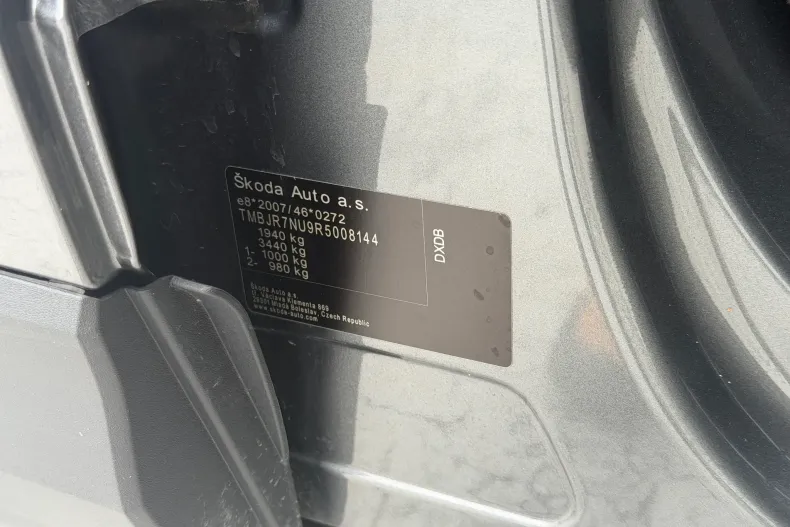 Škoda Auto a.s.
e8*2007/46*0272
TMBJR7NU9R5008144
1940 kg
3440 kg
1- 1000 kg
2- 980 kg
DXDB
Škoda Auto a.s.
tř. Václava Klementa 869
29301 Mladá Boleslav, Czech Republic
www.skoda-auto.com